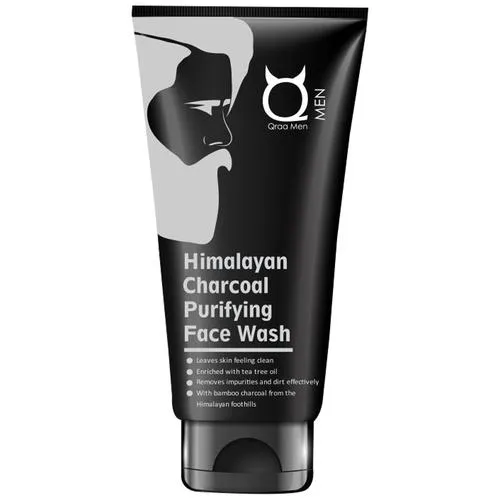 Qraa Men
MEN
Himalayan
Charcoal
Purifying
Face Wash
Leaves skin feeling clean
Enriched with tea tree oil
Removes impurities and dirt effectively
With bamboo charcoal from the
Himalayan foothills